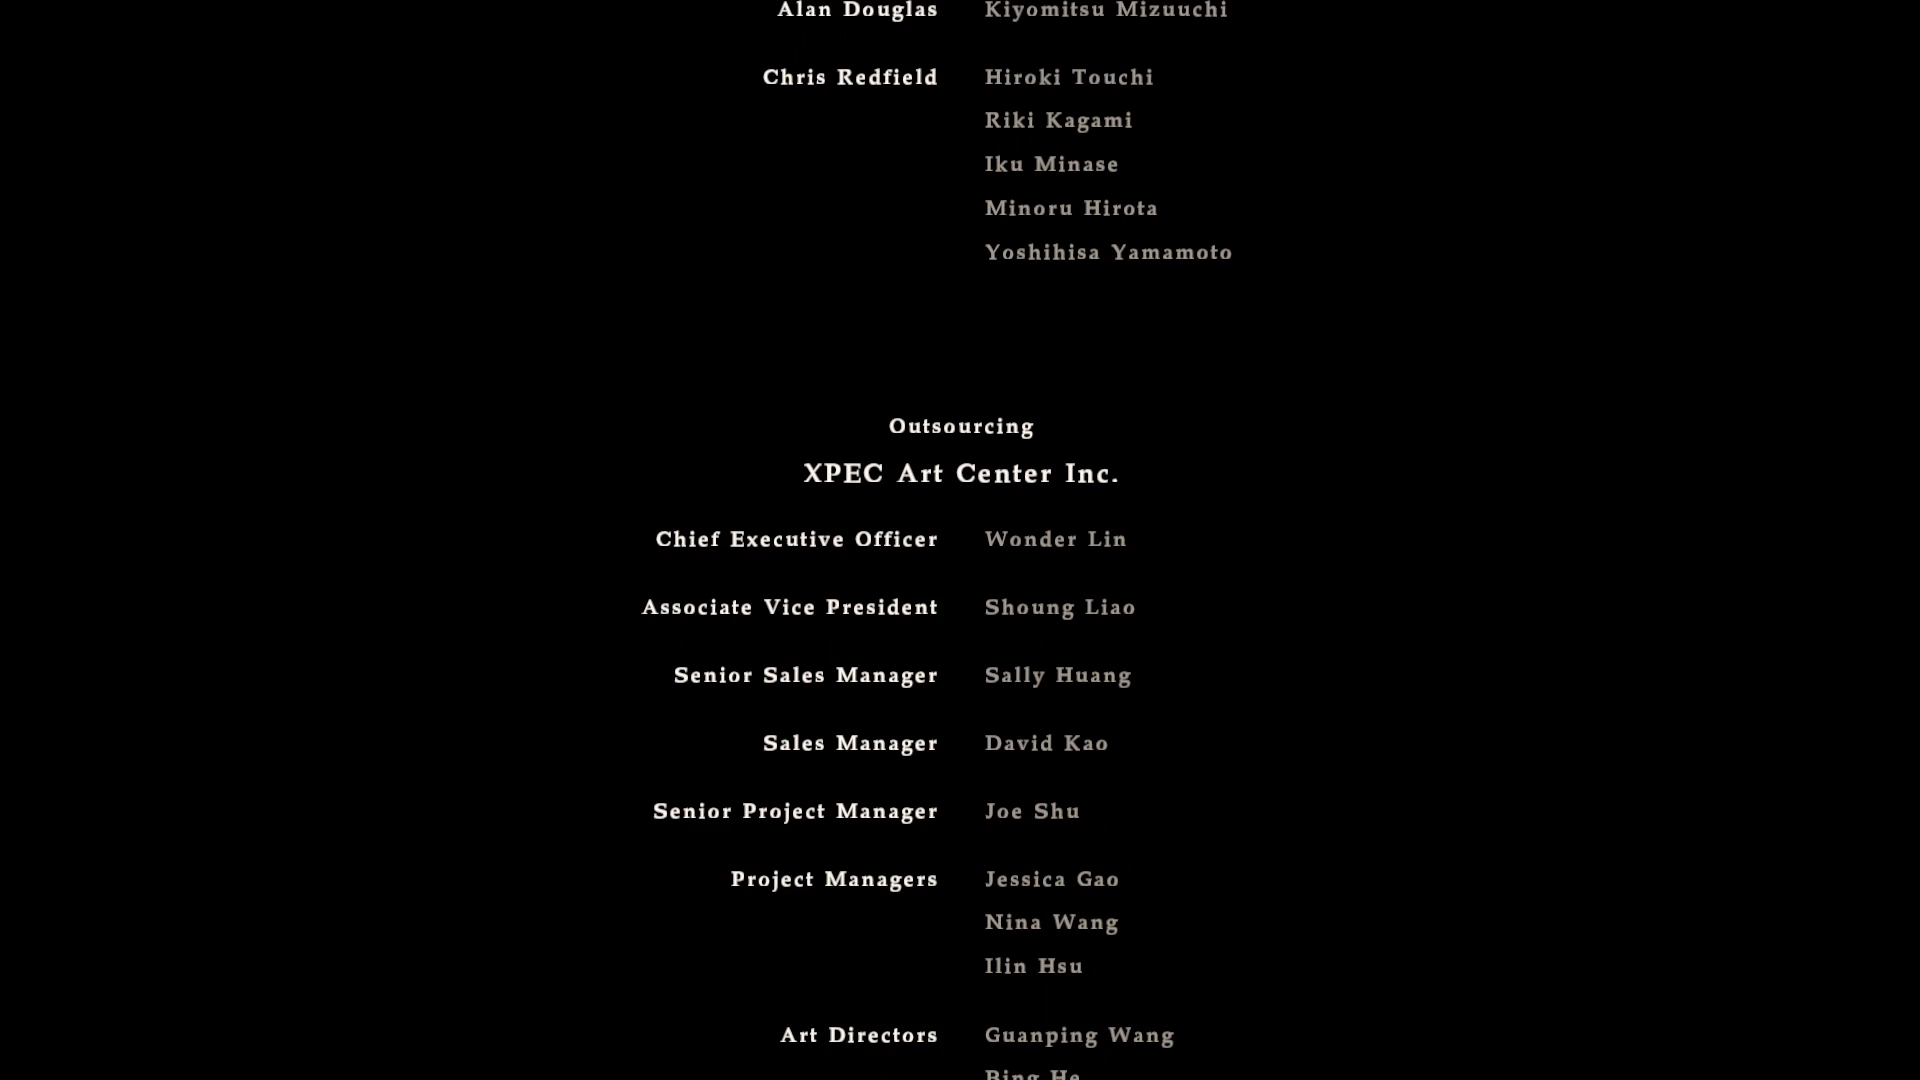 Alan Douglas Kiyomitsu Mizuuchi
Chris Redfield Hiroki Touchi
Riki Kagami
Iku Minase
Minoru Hirota
Yoshihisa Yamamoto
Outsourcing
XPEC Art Center Inc.
Chief Executive Officer Wonder Lin
Associate Vice President Shoung Liao
Senior Sales Manager Sally Huang
Sales Manager David Kao
Senior Project Manager Joe Shu
Project Managers Jessica Gao
Nina Wang
Ilin Hsu
Art Directors Guanping Wang
Bing He